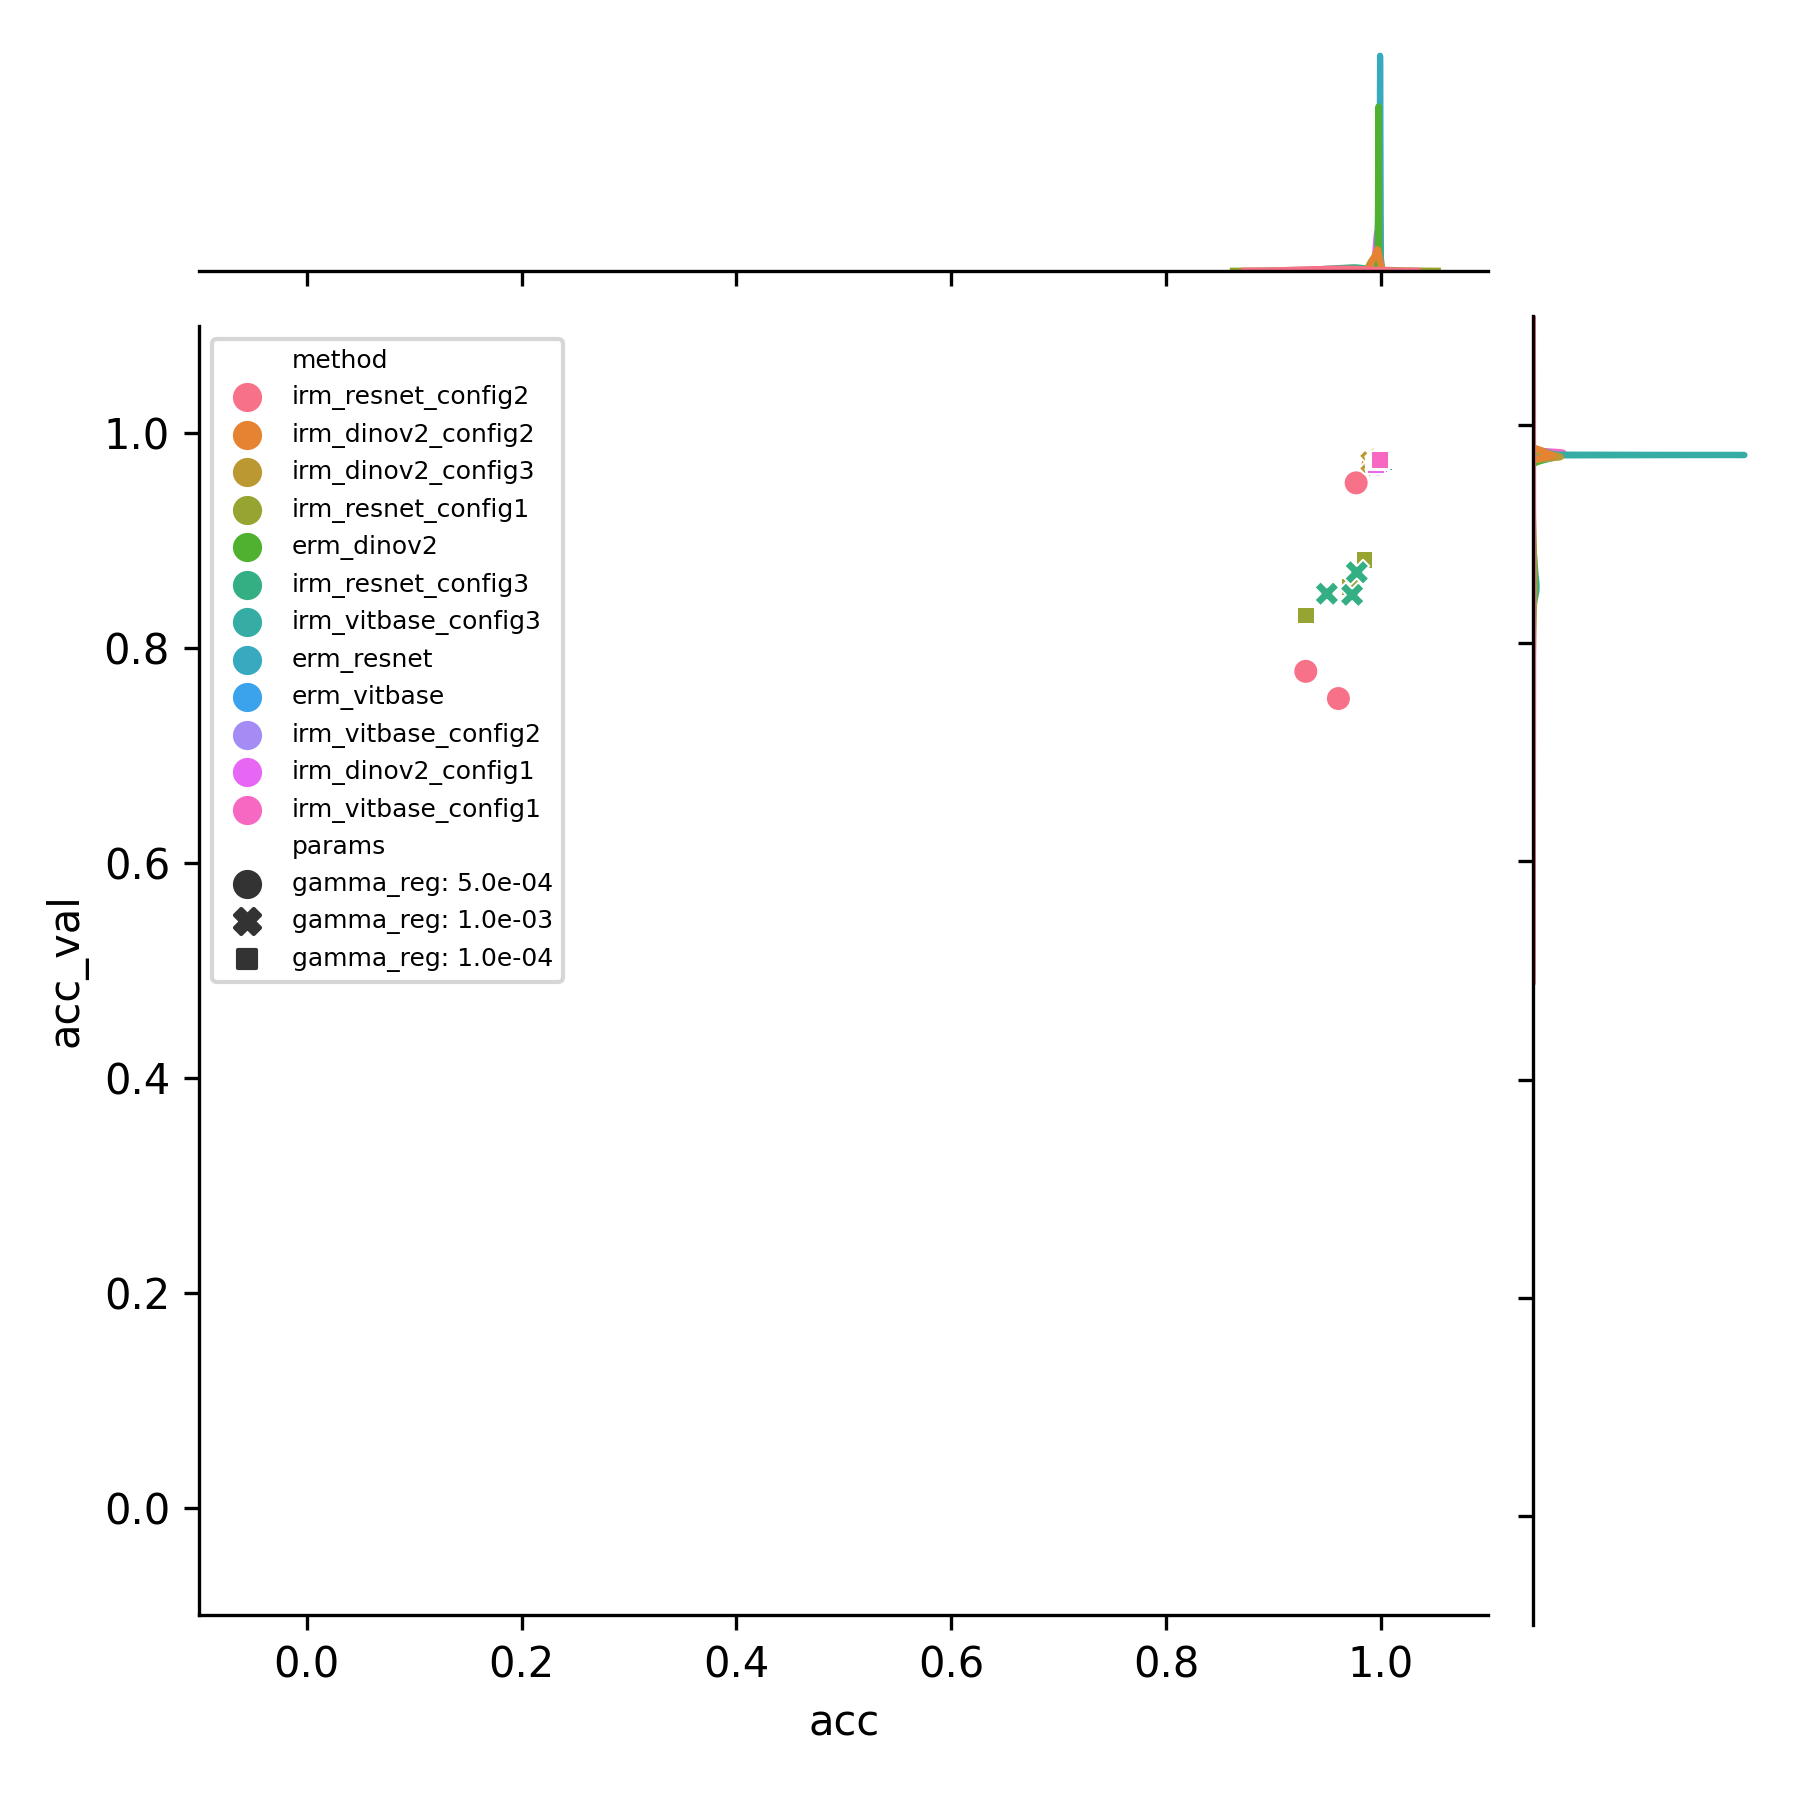 method
irm_resnet_config2
irm_dinov2_config2
irm_dinov2_config3
irm_resnet_config1
erm_dinov2
irm_resnet_config3
irm_vitbase_config3
erm_resnet
erm_vitbase
irm_vitbase_config2
irm_dinov2_config1
irm_vitbase_config1
params
gamma_reg: 5.0e-04
gamma_reg: 1.0e-03
gamma_reg: 1.0e-04
1.0
0.8
0.6
0.4
0.2
0.0
acc_val
0.0 0.2 0.4 0.6 0.8 1.0
acc